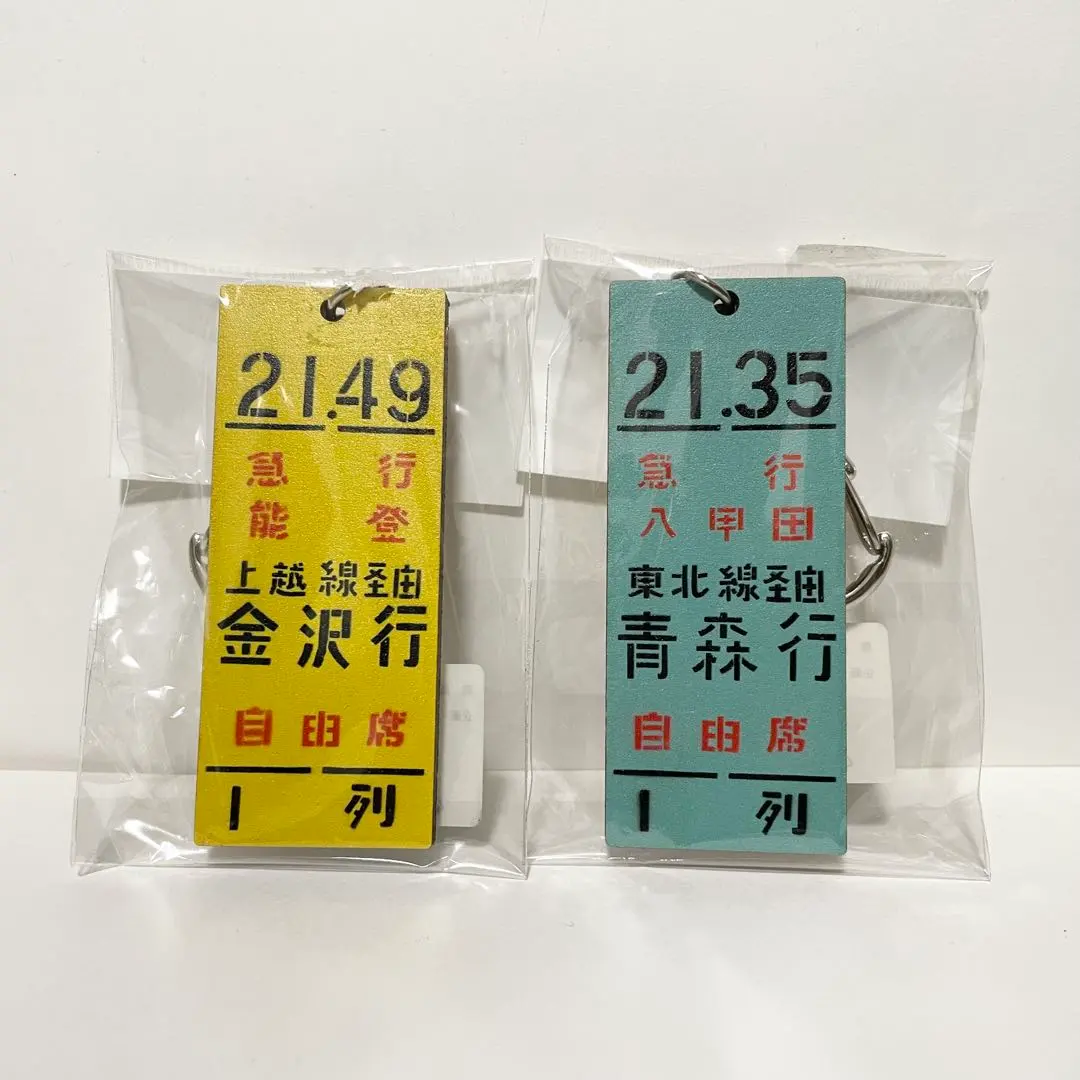 21.49
急行
能登
上越線経由
金沢行
自由席
1列
21.35
急行
八甲田
東北線経由
青森行
自由席
1列